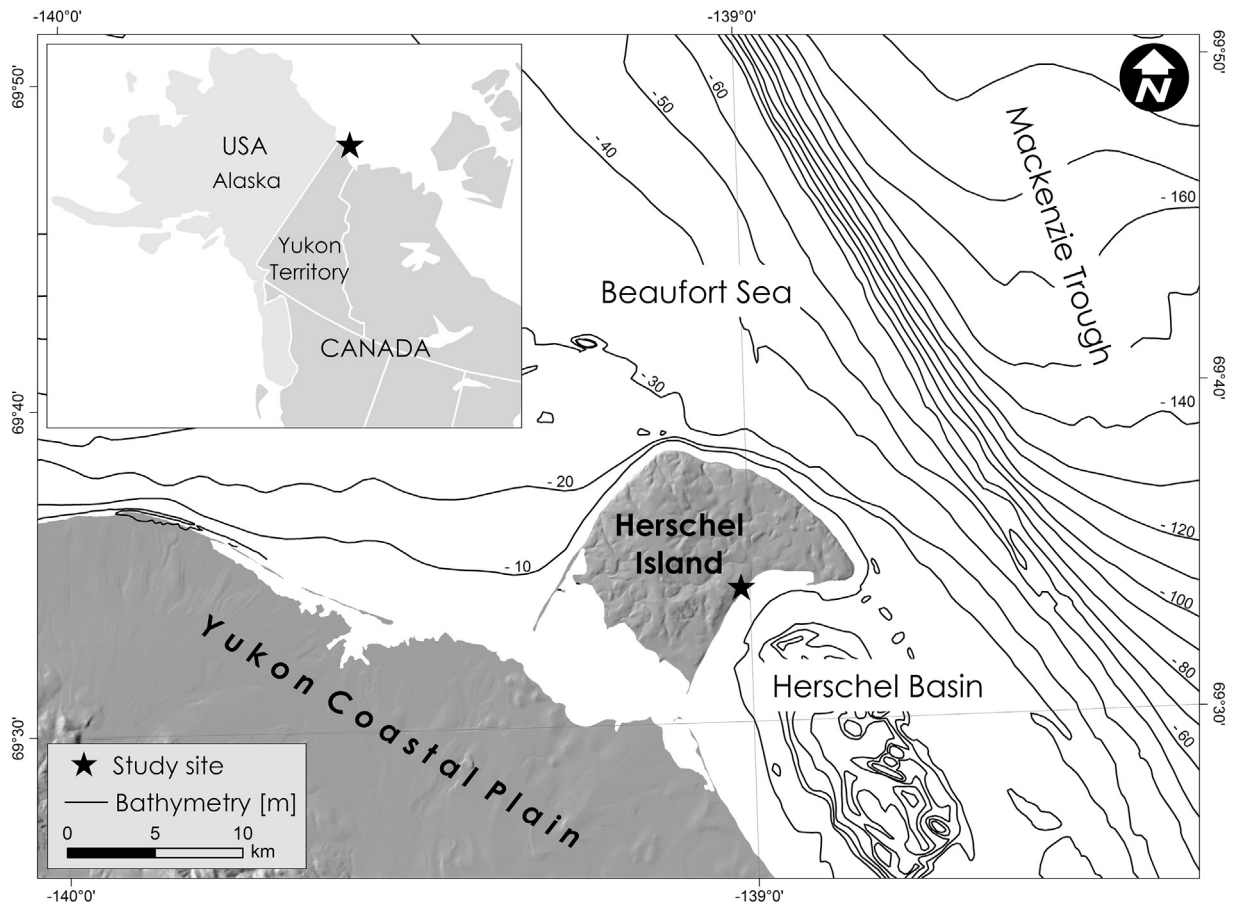 -140°0'
-139°0'
69°50'
69°50'
N
USA
Alaska
Yukon
Territory
CANADA
- 60
- 50
- 40
Mackenzie Trough
- 160
Beaufort Sea
- 30
69°40'
69°40'
- 140
- 20
- 120
Herschel
Island
- 10
- 100
Yukon Coastal Plain
- 80
Herschel Basin
69°30'
69°30'
- 60
Study site
Bathymetry [m]
0 5 10
km
-140°0'
-139°0'